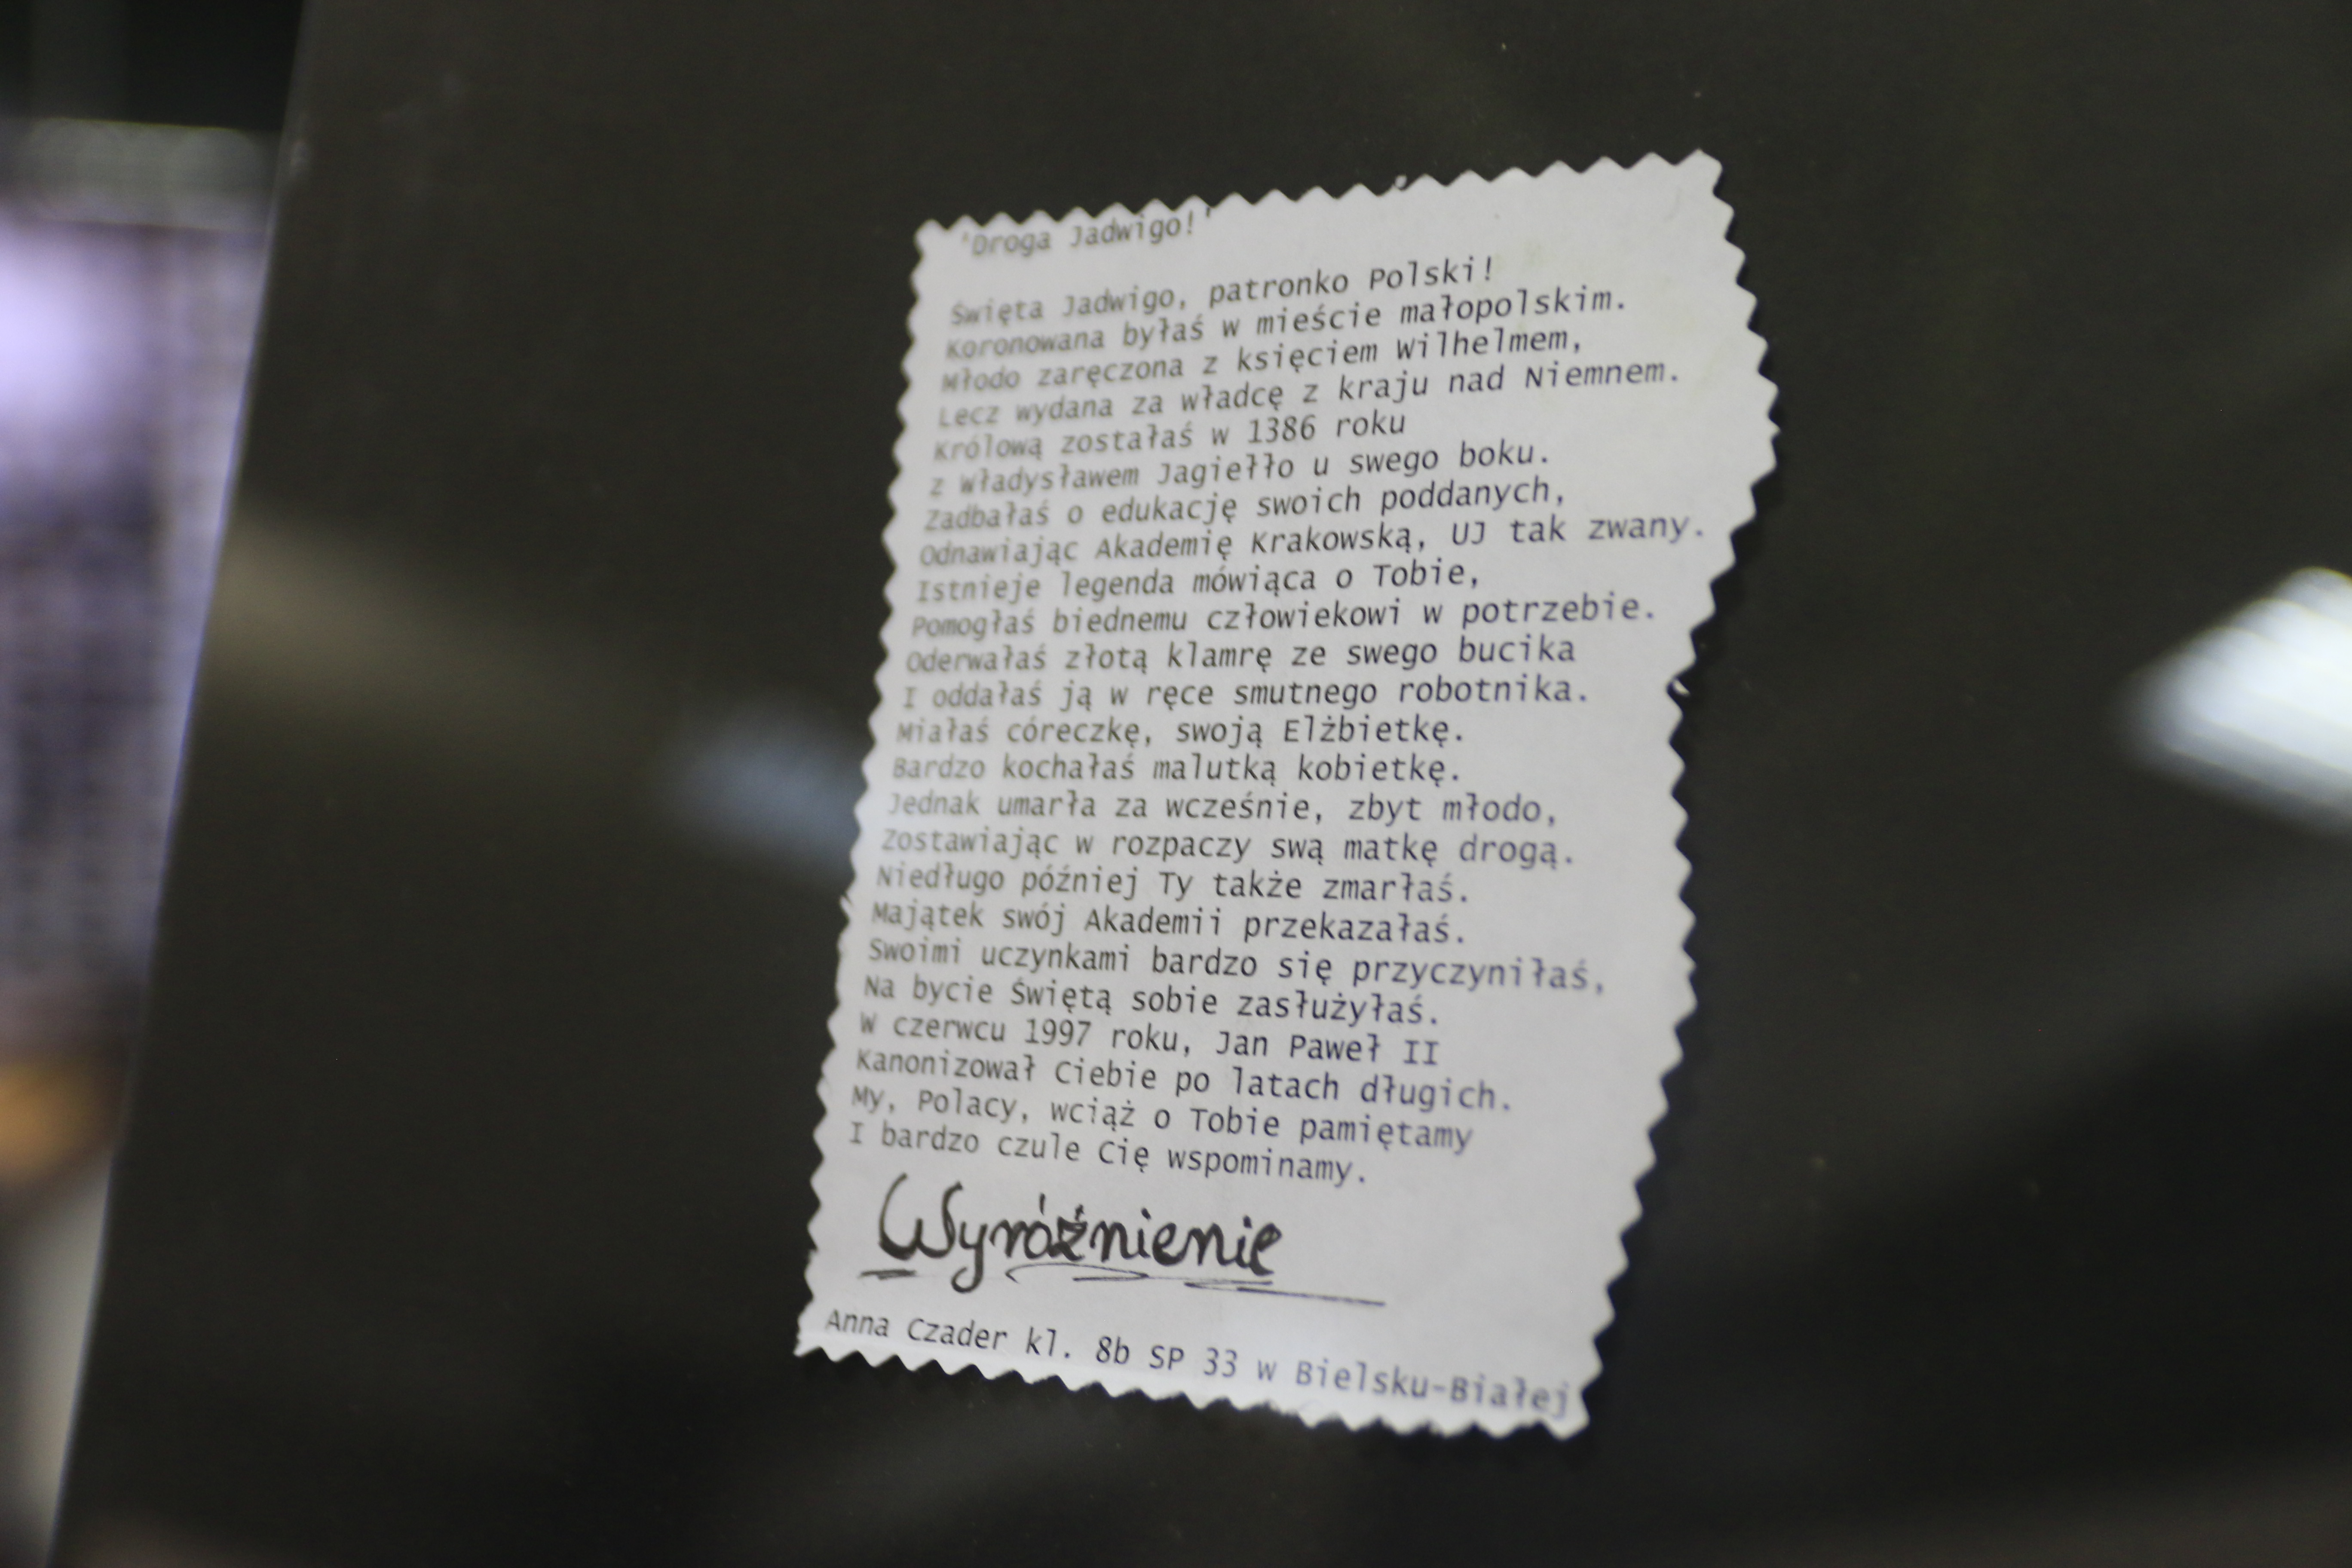 'Droga Jadwigo!'
Święta Jadwigo, patronko Polski!
Koronowana byłaś w mieście małopolskim.
Młodo zaręczona z księciem Wilhelmem,
Lecz wydana za władcę z kraju nad Niemnem.
Królową zostałaś w 1386 roku
z Władysławem Jagiełło u swego boku.
Zadbałaś o edukację swoich poddanych,
Odnawiając Akademię Krakowską, UJ tak zwany.
Istnieje legenda mówiąca o Tobie,
Pomogłaś biednemu człowiekowi w potrzebie.
Oderwałaś złotą klamrę ze swego bucika
I oddałaś ją w ręce smutnego robotnika.
Miałaś córeczkę, swoją Elżbietkę.
Bardzo kochałaś malutką kobietkę.
Jednak umarła za wcześnie, zbyt młodo,
Zostawiając w rozpaczy swą matkę drogą.
Niedługo później Ty także zmarłaś.
Majątek swój Akademii przekazałaś.
Swoimi uczynkami bardzo się przyczyniłaś,
Na bycie Świętą sobie zasłużyłaś.
W czerwcu 1997 roku, Jan Paweł II
Kanonizował Ciebie po latach długich.
My, Polacy, wciąż o Tobie pamiętamy
I bardzo czule Cię wspominamy.
Wyróżnienie
Anna Czader kl. 8b SP 33 w Bielsku-Białej